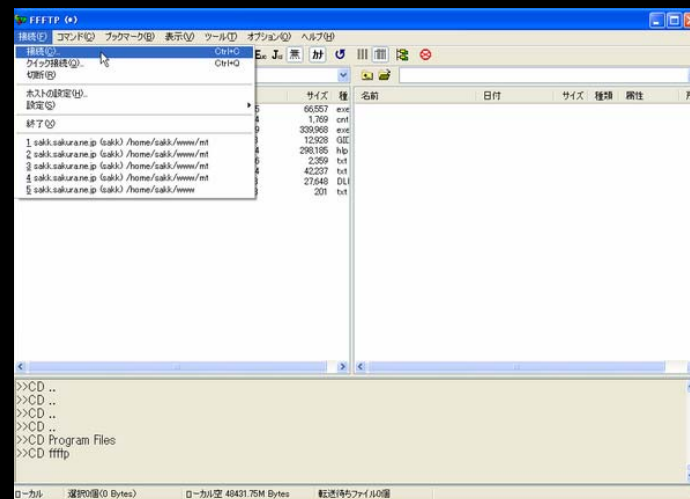 FFFTP (*)
接続(F) コマンド(C) ブックマーク(B) 表示(V) ツール(T) オプション(O) ヘルプ(H)
接続(C)... Ctrl+C
クイック接続(Q)... Ctrl+Q
切断(R)
ホストの設定(H)...
設定(S)
終了(X)
1 sakk.sakura.ne.jp (sakk) /home/sakk/www/mt
2 sakk.sakura.ne.jp (sakk) /home/sakk/www/mt
3 sakk.sakura.ne.jp (sakk) /home/sakk/www/mt
4 sakk.sakura.ne.jp (sakk) /home/sakk/www/mt
5 sakk.sakura.ne.jp (sakk) /home/sakk/www
無 カナ
サイズ 種
66,557 exe
1,769 cnt
339,968 exe
12,928 GID
298,185 hlp
2,359 txt
42,237 txt
27,648 DLL
201 txt
名前 日付 サイズ 種類 属性
>>CD ..
>>CD ..
>>CD ..
>>CD ..
>>CD Program Files
>>CD ffftp
ローカル 選択0個(0 Bytes) ローカル空 48431.75M Bytes 転送待ちファイル0個